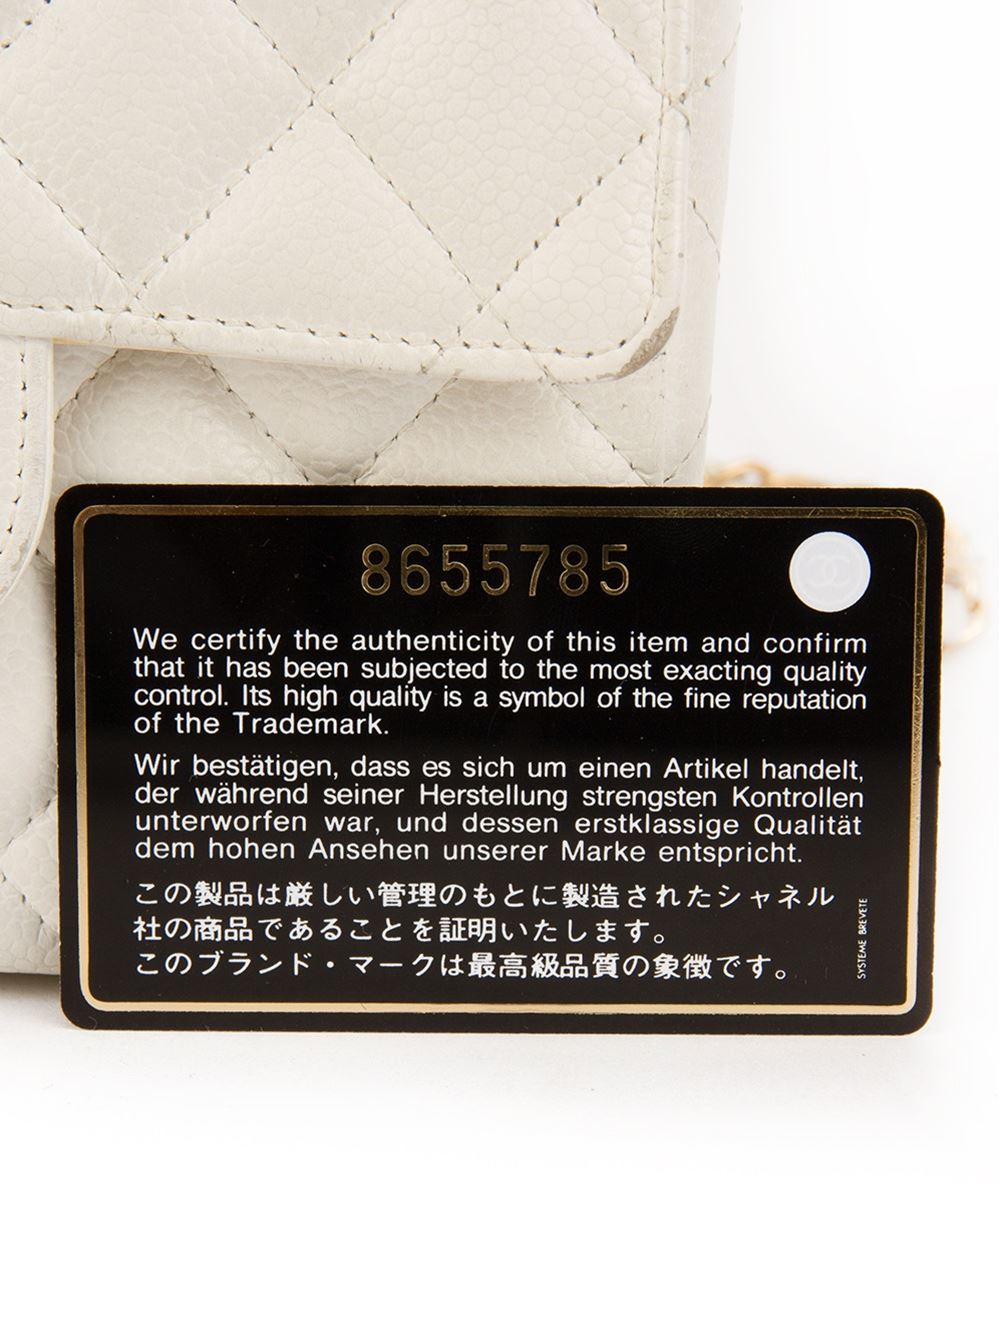 8655785
We certify the authenticity of this item and confirm
that it has been subjected to the most exacting quality
control. Its high quality is a symbol of the fine reputation
of the Trademark.
Wir bestätigen, dass es sich um einen Artikel handelt,
der während seiner Herstellung strengsten Kontrollen
unterworfen war, und dessen erstklassige Qualität
dem hohen Ansehen unserer Marke entspricht.
この製品は厳しい管理のもとに製造されたシャネル
社の商品であることを証明いたします。
このブランド・マークは最高級品質の象徴です。
SYSTEME BREVETE